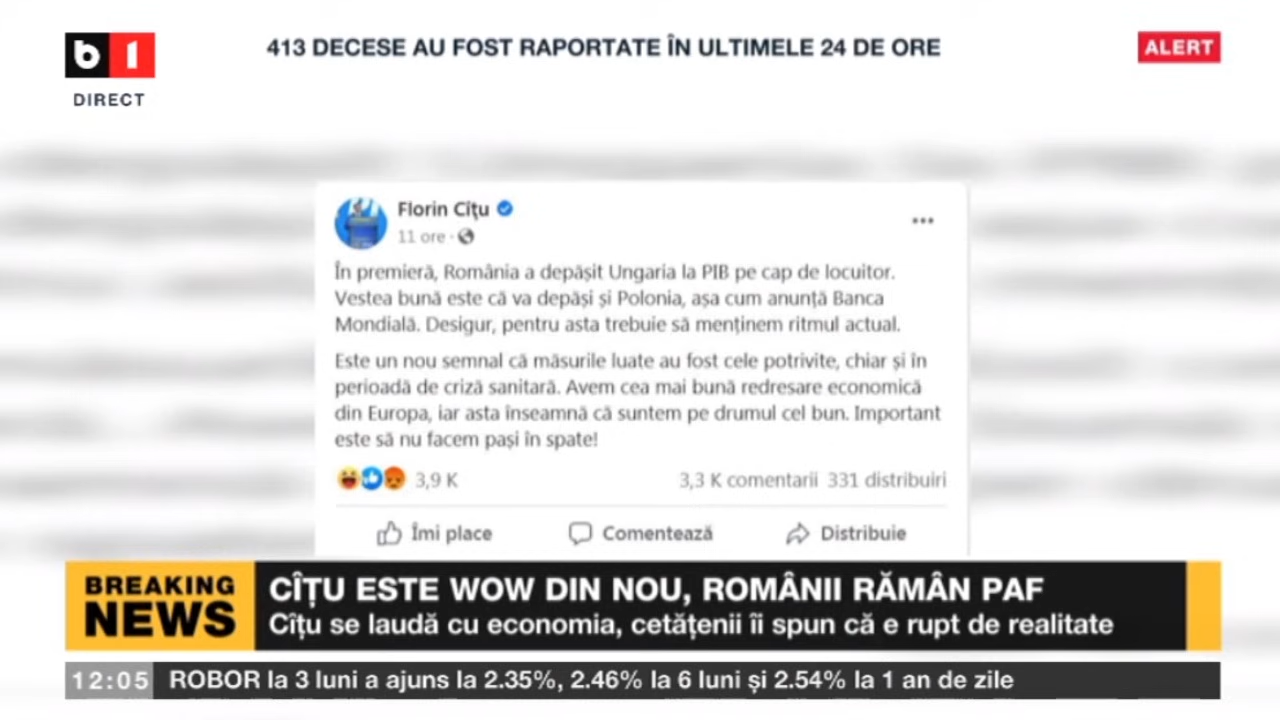 b1
DIRECT
413 DECESE AU FOST RAPORTATE ÎN ULTIMELE 24 DE ORE
ALERT
Florin Cîțu
11 ore ·
În premieră, România a depășit Ungaria la PIB pe cap de locuitor.
Vestea bună este că va depăși și Polonia, așa cum anunță Banca
Mondială. Desigur, pentru asta trebuie să menținem ritmul actual.
Este un nou semnal că măsurile luate au fost cele potrivite, chiar și în
perioadă de criză sanitară. Avem cea mai bună redresare economică
din Europa, iar asta înseamnă că suntem pe drumul cel bun. Important
este să nu facem pași în spate!
3,9 K
3,3 K comentarii 331 distribuiri
Îmi place
Comentează
Distribuie
BREAKING
NEWS
CÎȚU ESTE WOW DIN NOU, ROMÂNII RĂMÂN PAF
Cîțu se laudă cu economia, cetățenii îi spun că e rupt de realitate
12:05 ROBOR la 3 luni a ajuns la 2.35%, 2.46% la 6 luni și 2.54% la 1 an de zile